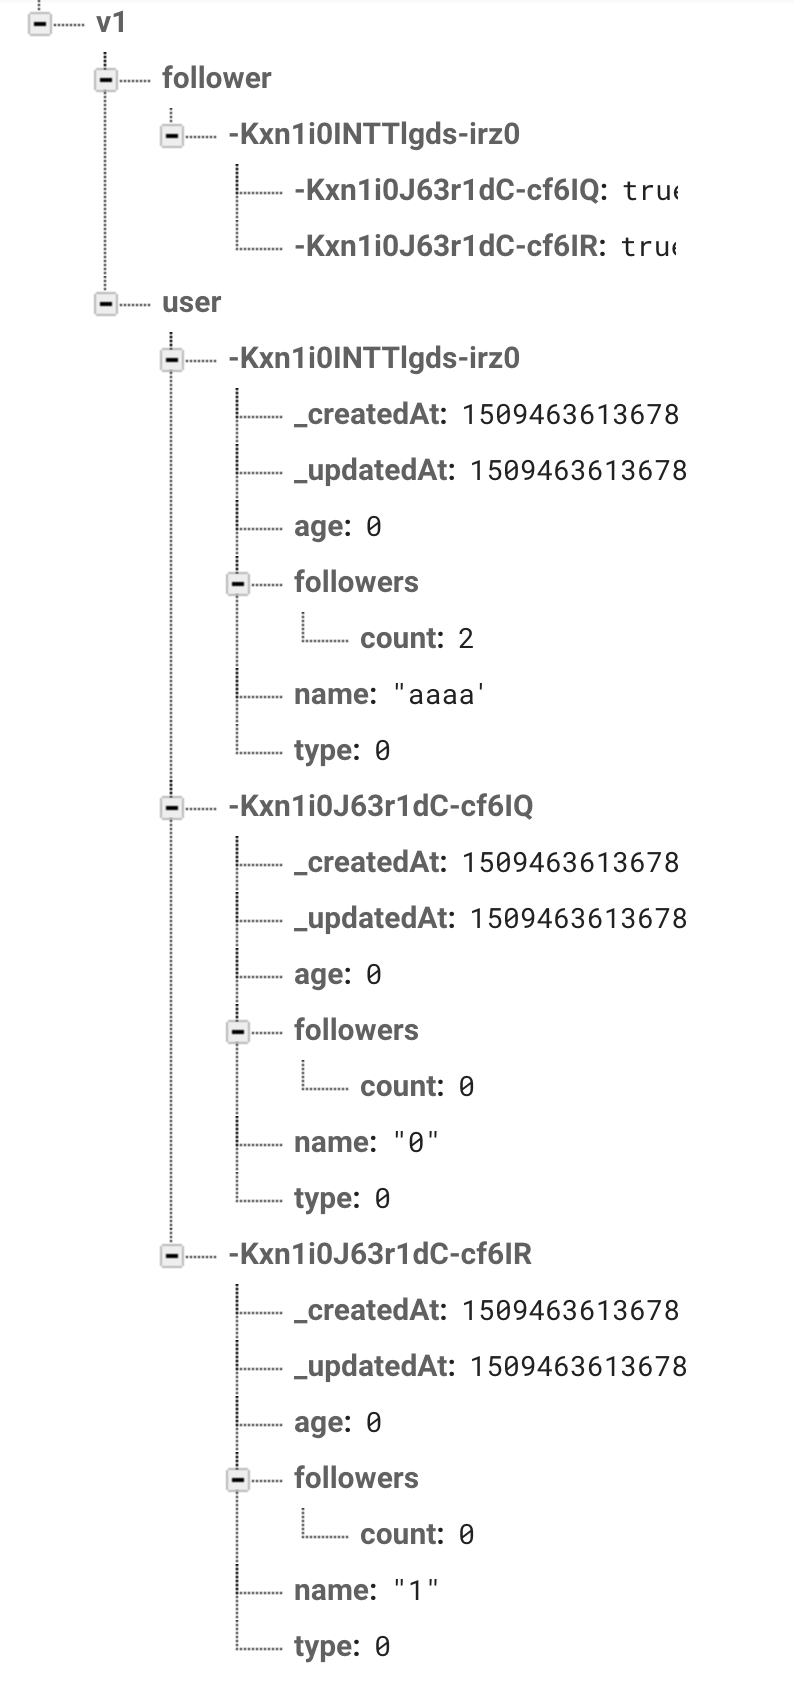 v1
follower
-Kxn1i0INTTlgds-irz0
-Kxn1i0J63r1dC-cf6IQ: true
-Kxn1i0J63r1dC-cf6IR: true
user
-Kxn1i0INTTlgds-irz0
_createdAt: 1509463613678
_updatedAt: 1509463613678
age: 0
followers
count: 2
name: "aaaa'
type: 0
-Kxn1i0J63r1dC-cf6IQ
_createdAt: 1509463613678
_updatedAt: 1509463613678
age: 0
followers
count: 0
name: "0"
type: 0
-Kxn1i0J63r1dC-cf6IR
_createdAt: 1509463613678
_updatedAt: 1509463613678
age: 0
followers
count: 0
name: "1"
type: 0